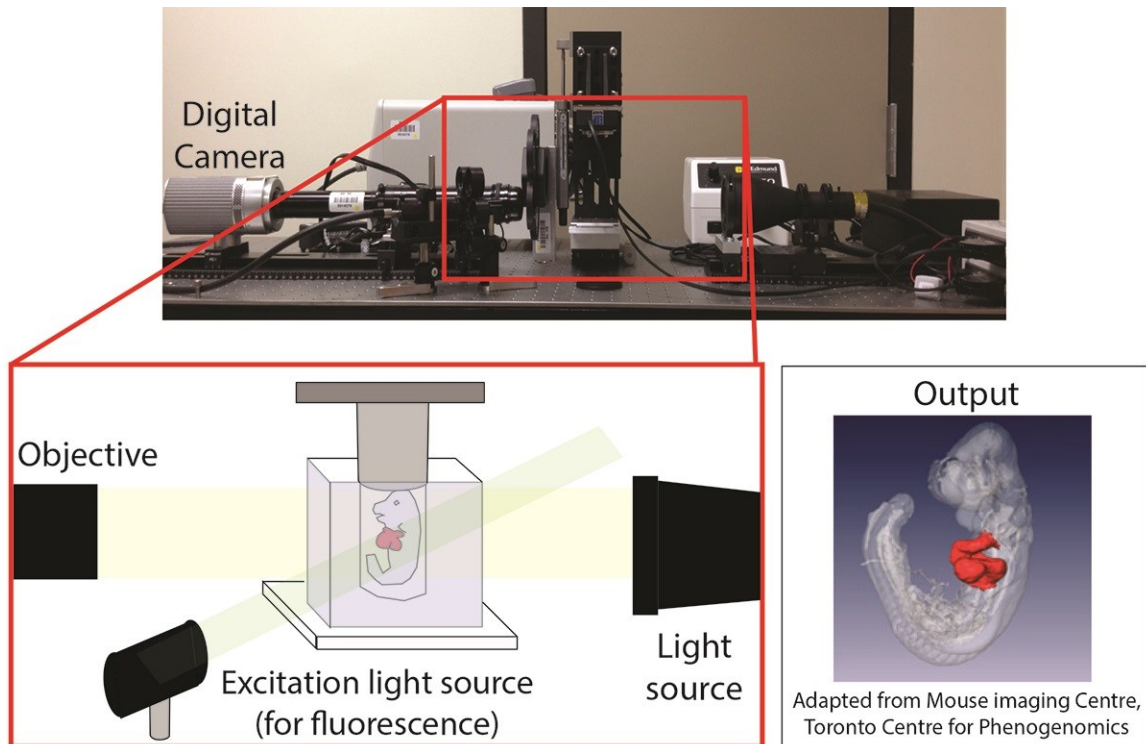 Digital
Camera
Edmund
Objective
Excitation light source
(for fluorescence)
Light
source
Output
Adapted from Mouse imaging Centre,
Toronto Centre for Phenogenomics